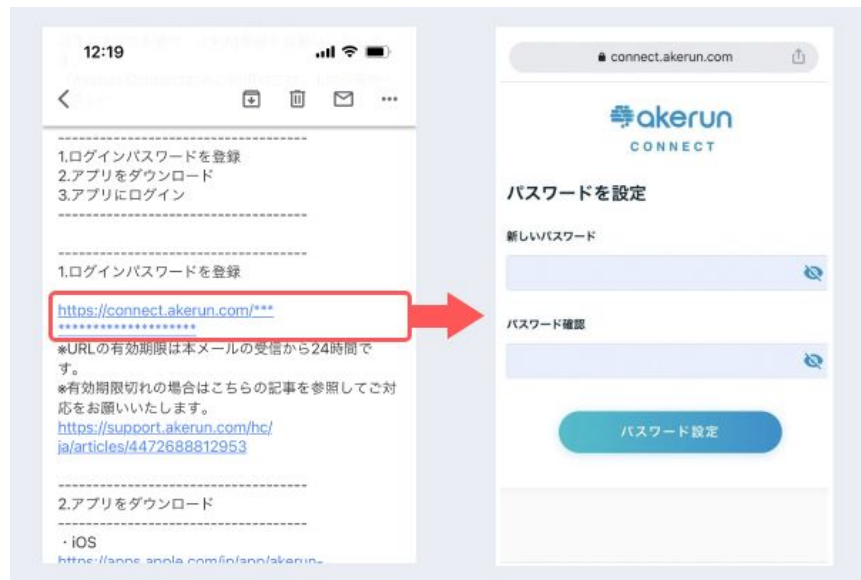 12:19
----------------------------------
1.ログインパスワードを登録
2.アプリをダウンロード
3.アプリにログイン
----------------------------------
----------------------------------
1.ログインパスワードを登録
https://connect.akerun.com/***
********************
※URLの有効期限は本メールの受信から24時間で
す。
※有効期限切れの場合はこちらの記事を参照してご対
応をお願いいたします。
https://support.akerun.com/hc/
ja/articles/4472688812953
----------------------------------
2.アプリをダウンロード
----------------------------------
・iOS
https://apps.apple.com/jp/app/akerun-
connect.akerun.com
akerun
CONNECT
パスワードを設定
新しいパスワード
パスワード確認
パスワード設定